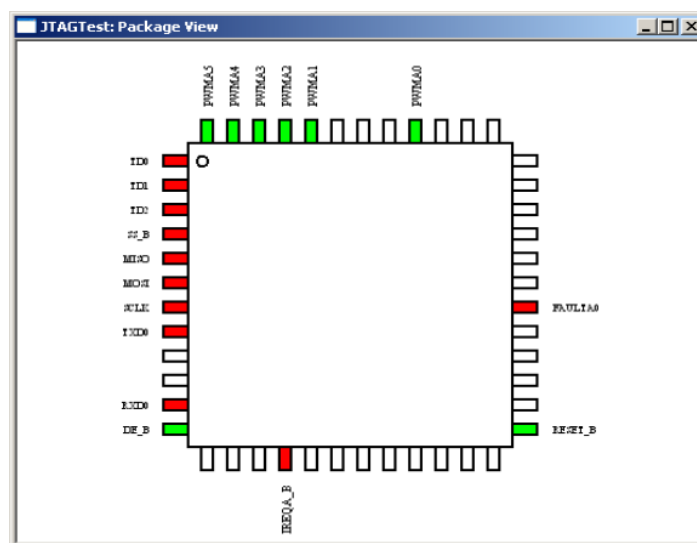 JTAGTest: Package View
PWMA5
PWMA4
PWMA3
PWMA2
PWMA1
PWMA0
TD0
TD1
TD2
SS_B
MISO
MOSI
SCLK
TXD0
RXD0
DE_B
FAULTA0
RESET_B
IREQA_B